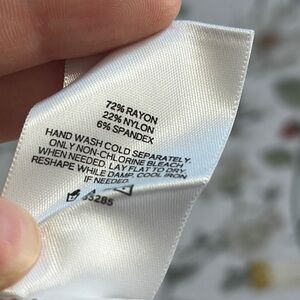 72% RAYON
22% NYLON
6% SPANDEX
HAND WASH COLD SEPARATELY.
ONLY NON-CHLORINE BLEACH
WHEN NEEDED. LAY FLAT TO DRY.
RESHAPE WHILE DAMP. COOL IRON
IF NEEDED.
55285